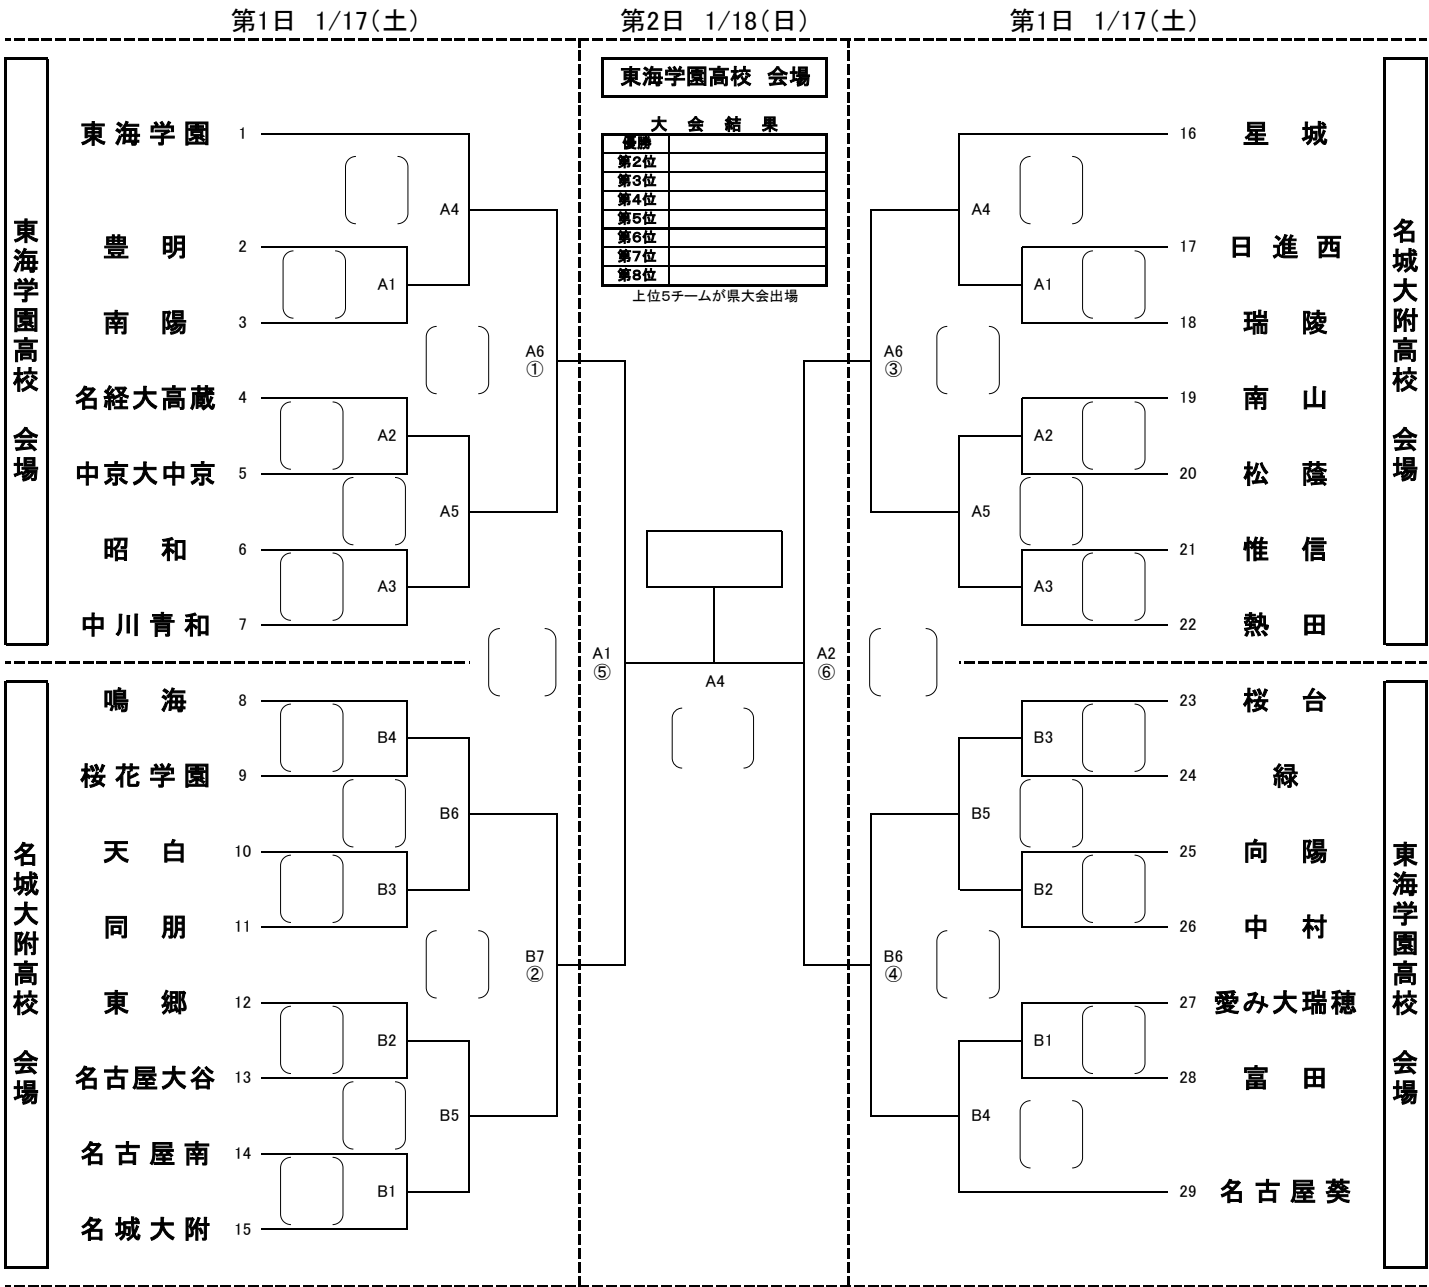 第1日 1/17(土)
第2日 1/18(日)
第1日 1/17(土)
東海学園高校 会場
名城大附高校 会場
東海学園高校 会場
大会結果
優勝
第2位
第3位
第4位
第5位
第6位
第7位
第8位
上位5チームが県大会出場
名城大附高校 会場
東海学園高校 会場
東海学園 1
豊明 2
南陽 3
名経大高蔵 4
中京大中京 5
昭和 6
中川青和 7
鳴海 8
桜花学園 9
天白 10
同朋 11
東郷 12
名古屋大谷 13
名古屋南 14
名城大附 15
A4
A1
A6
①
A2
A5
A3
A1
⑤
B4
B6
B3
B7
②
B2
B5
B1
A4
A2
⑥
A4
A1
A6
③
A2
A5
A3
B3
B5
B2
B6
④
B1
B4
16 星城
17 日進西
18 瑞陵
19 南山
20 松蔭
21 惟信
22 熱田
23 桜台
24 緑
25 向陽
26 中村
27 愛み大瑞穂
28 富田
29 名古屋葵